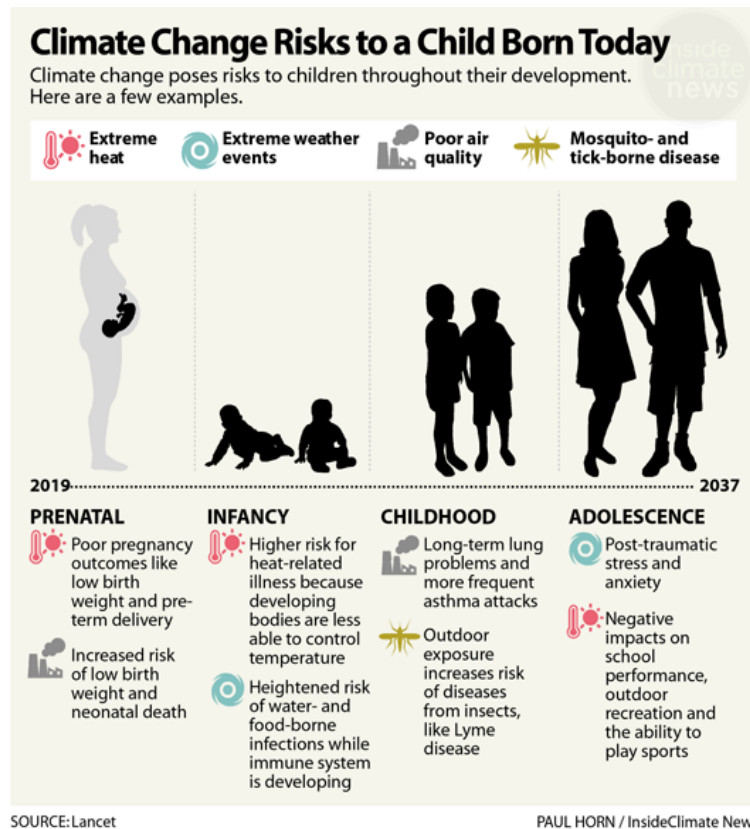 Climate Change Risks to a Child Born Today
Climate change poses risks to children throughout their development.
Here are a few examples.
inside
climate
news
Extreme
heat
Extreme weather
events
Poor air
quality
Mosquito- and
tick-borne disease
2019
2037
PRENATAL
Poor pregnancy
outcomes like
low birth
weight and pre-
term delivery
Increased risk
of low birth
weight and
neonatal death
INFANCY
Higher risk for
heat-related
illness because
developing
bodies are less
able to control
temperature
Heightened risk
of water- and
food-borne
infections while
immune system
is developing
CHILDHOOD
Long-term lung
problems and
more frequent
asthma attacks
Outdoor
exposure
increases risk
of diseases
from insects,
like Lyme
disease
ADOLESCENCE
Post-traumatic
stress and
anxiety
Negative
impacts on
school
performance,
outdoor
recreation and
the ability to
play sports
SOURCE: Lancet
PAUL HORN / InsideClimate New